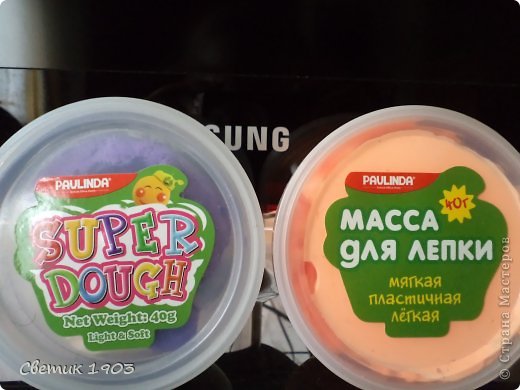 SUNG
PAULINDA
SUPER
DOUGH
Net Weight: 40g
Light & Soft
PAULINDA
40г
МАССА
ДЛЯ ЛЕПКИ
мягкая
пластичная
лёгкая
Светик 1903
© Страна Мастеров